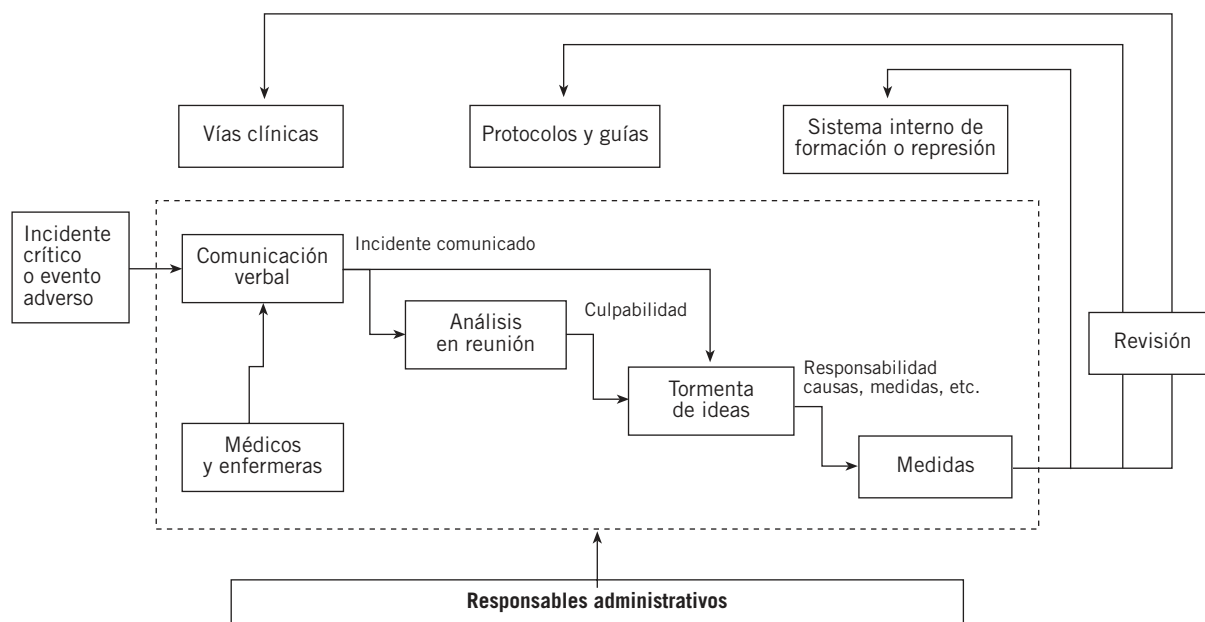 Vías clínicas
Protocolos y guías
Sistema interno de
formación o represión
Incidente
crítico
o evento
adverso
Comunicación
verbal
Incidente comunicado
Análisis
en reunión
Culpabilidad
Tormenta
de ideas
Responsabilidad
causas, medidas, etc.
Revisión
Médicos
y enfermeras
Medidas
Responsables administrativos